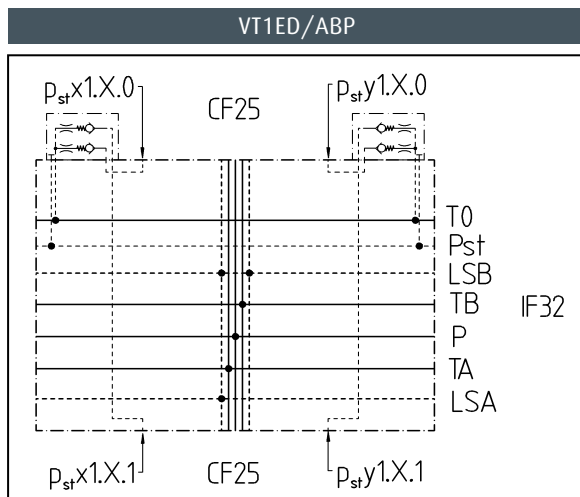 VT1ED/ABP
pstx1.X.0
CF25
psty1.X.0
T0
Pst
LSB
TB
IF32
P
TA
LSA
pstx1.X.1
CF25
psty1.X.1